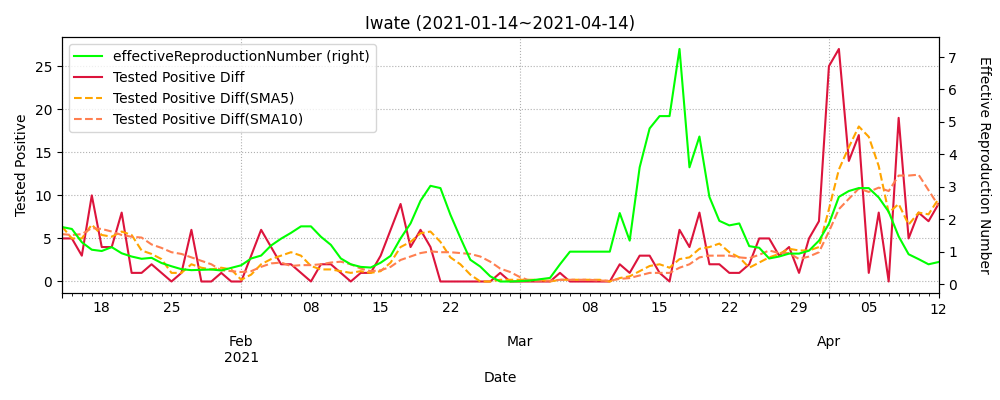 Iwate (2021-01-14~2021-04-14)
effectiveReproductionNumber (right)
Tested Positive Diff
Tested Positive Diff(SMA5)
Tested Positive Diff(SMA10)
Tested Positive
25
20
15
10
5
0
Effective Reproduction Number
7
6
5
4
3
2
1
0
18 25 08 15 22 08 15 22 29 05 12
Feb Mar Apr
2021
Date